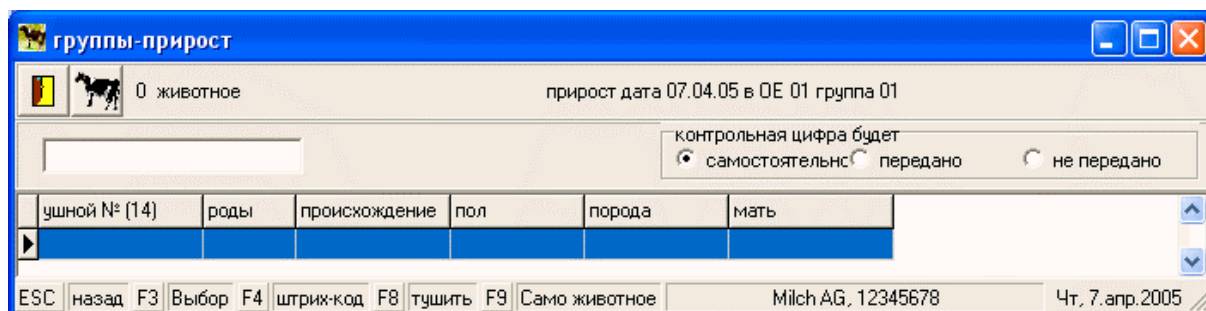 группы-прирост
0 животное прирост дата 07.04.05 в ОЕ 01 группа 01
контрольная цифра будет
самостоятельно передано не передано
ушной № (14) роды происхождение пол порода мать
ESC назад F3 Выбор F4 штрих-код F8 тушить F9 Само животное Milch AG, 12345678 Чт, 7.апр.2005